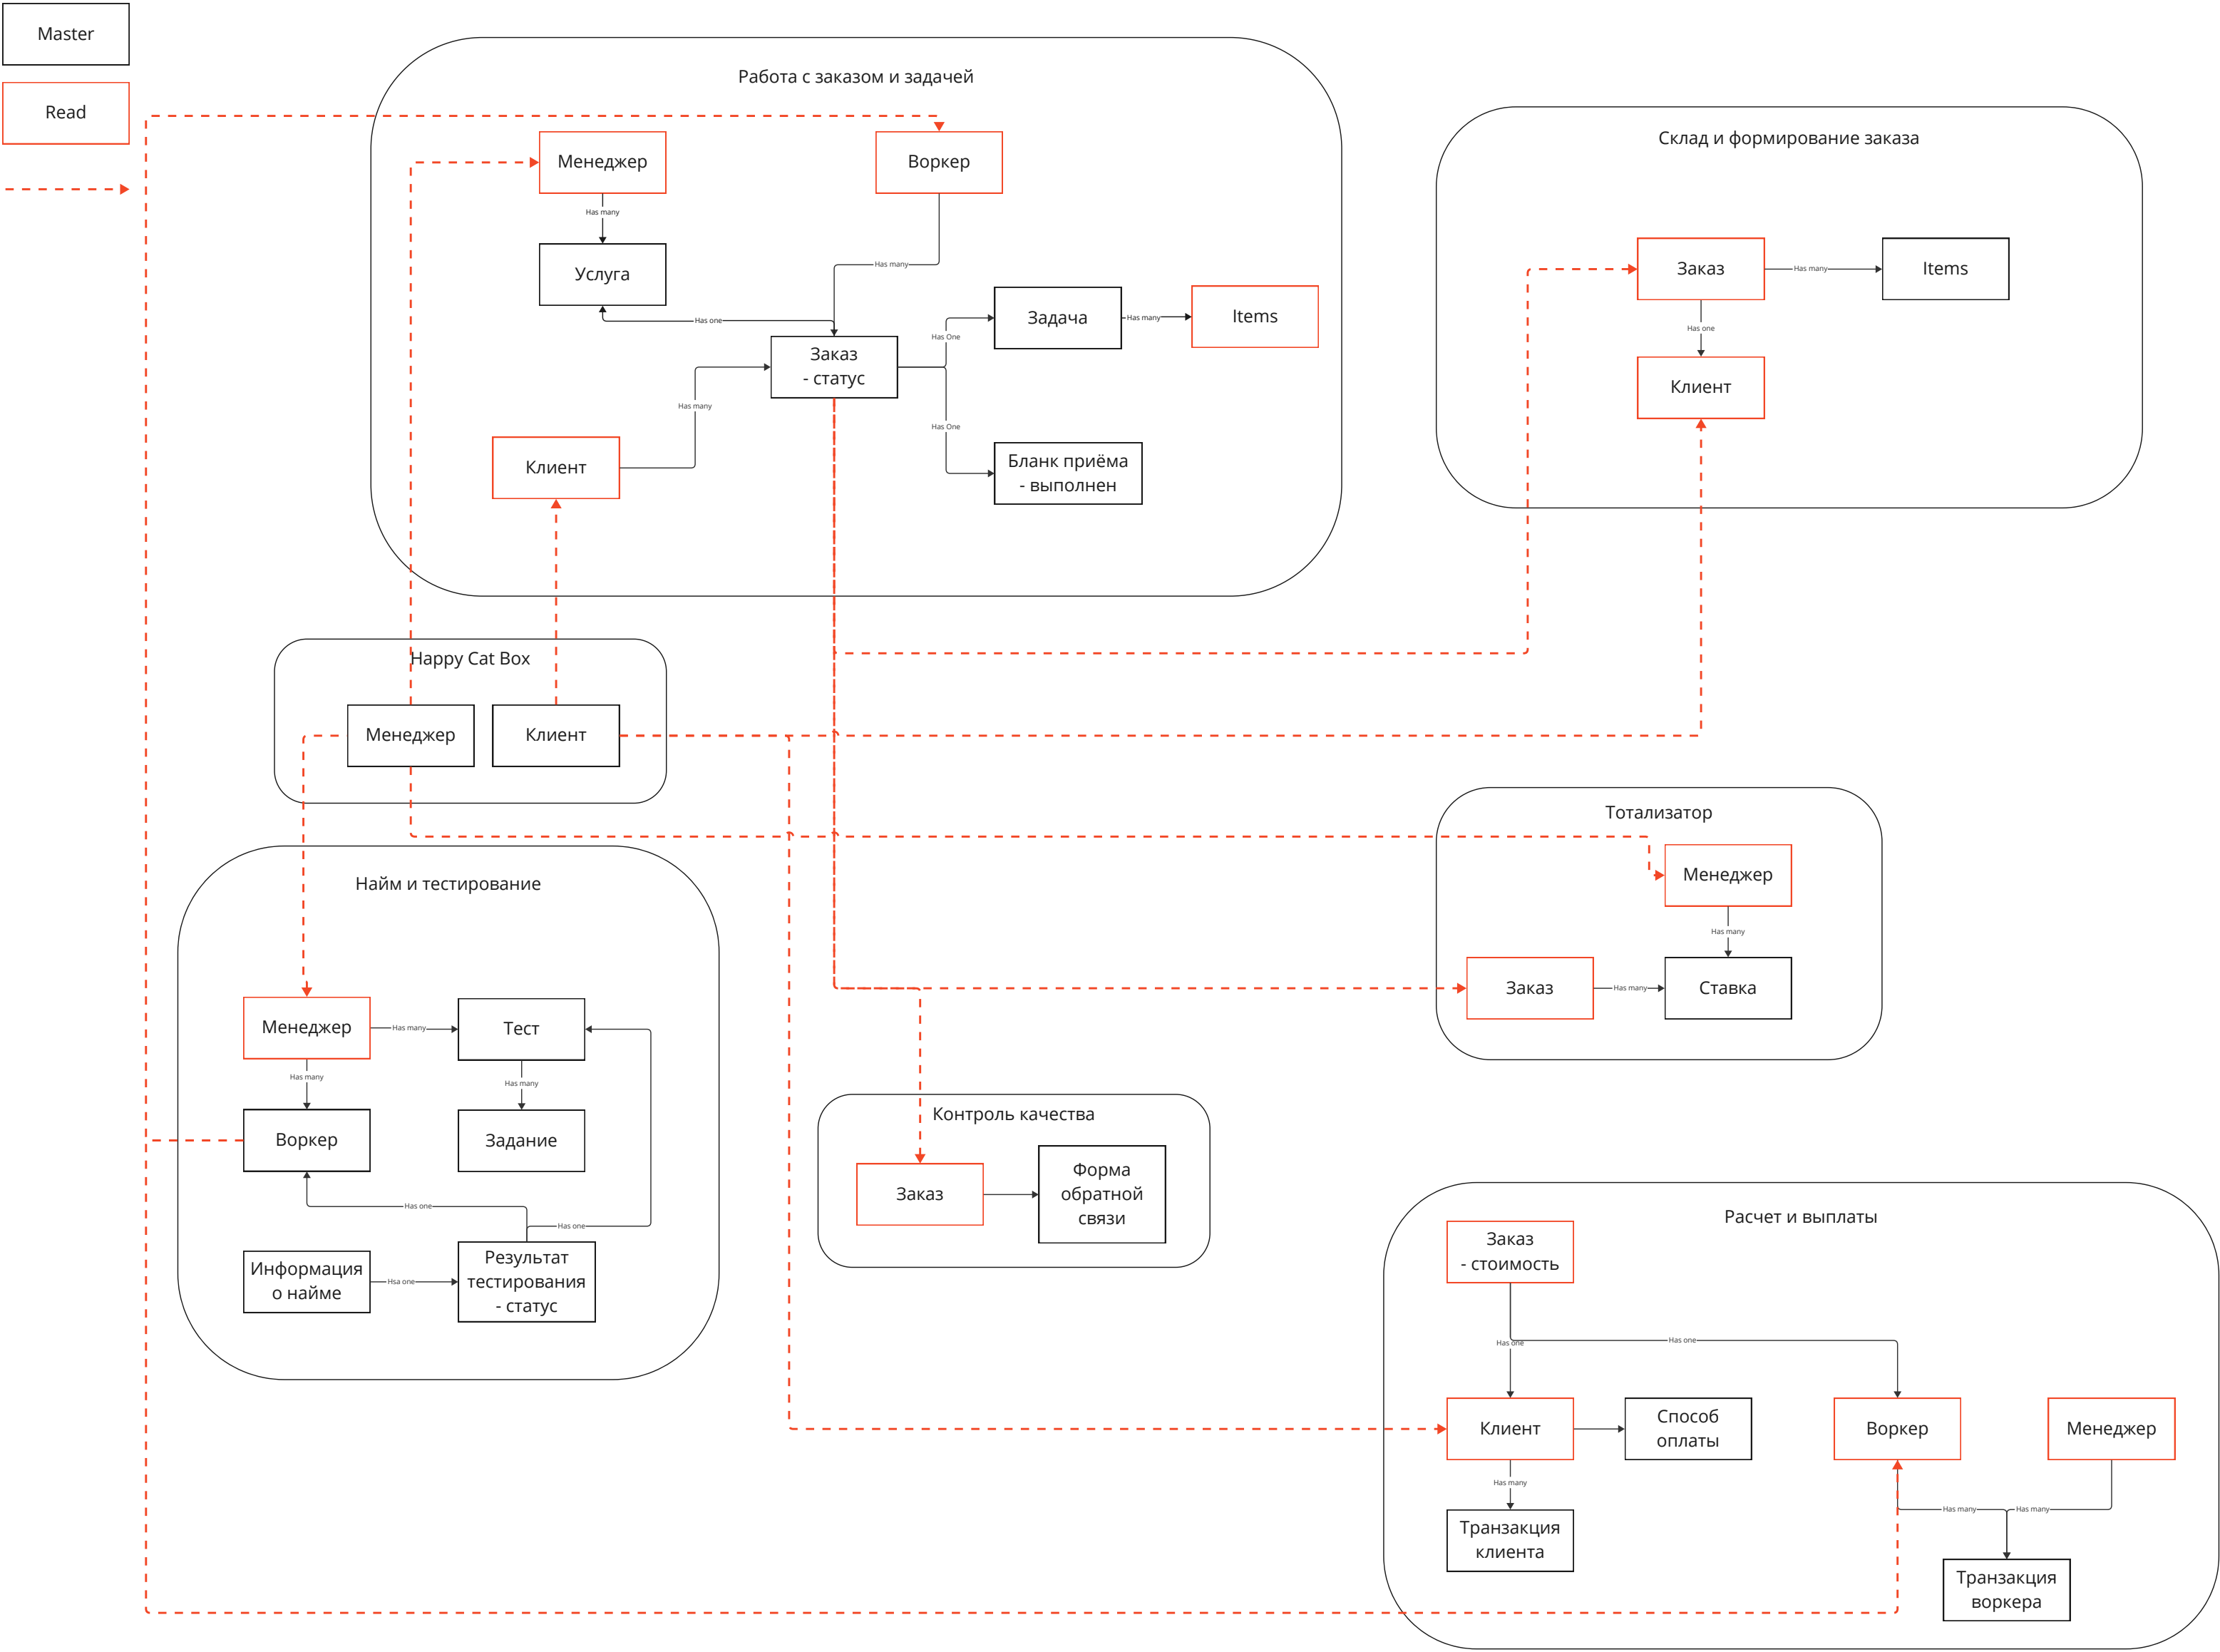 Master
Read
Работа с заказом и задачей
Менеджер
Воркер
Has many
Услуга
Has many
Has one
Задача
Has many
Items
Has One
Заказ
- статус
Has many
Has One
Клиент
Бланк приёма
- выполнен
Склад и формирование заказа
Заказ
Has many
Items
Has one
Клиент
Happy Cat Box
Менеджер
Клиент
Тотализатор
Менеджер
Has many
Заказ
Has many
Ставка
Найм и тестирование
Менеджер
Has many
Тест
Has many
Has many
Воркер
Задание
Has one
Has one
Информация
о найме
Hsa one
Результат
тестирования
- статус
Контроль качества
Заказ
Форма
обратной
связи
Расчет и выплаты
Заказ
- стоимость
Has one
Has one
Клиент
Способ
оплаты
Воркер
Менеджер
Has many
Has many
Has many
Транзакция
клиента
Транзакция
воркера